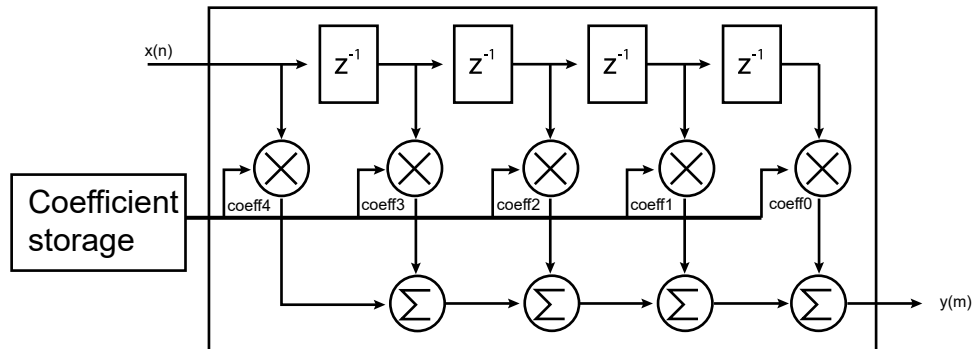 x(n)
z-1
z-1
z-1
z-1
Coefficient
storage
coeff4
coeff3
coeff2
coeff1
coeff0
Σ
Σ
Σ
Σ
y(m)